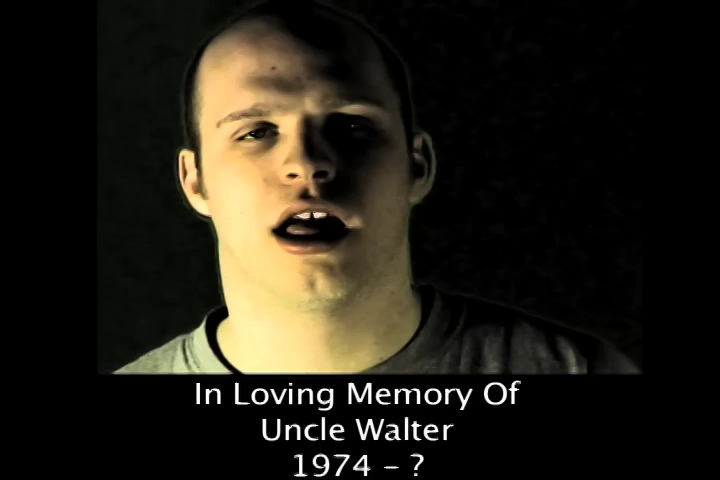 In Loving Memory Of
Uncle Walter
1974 – ?